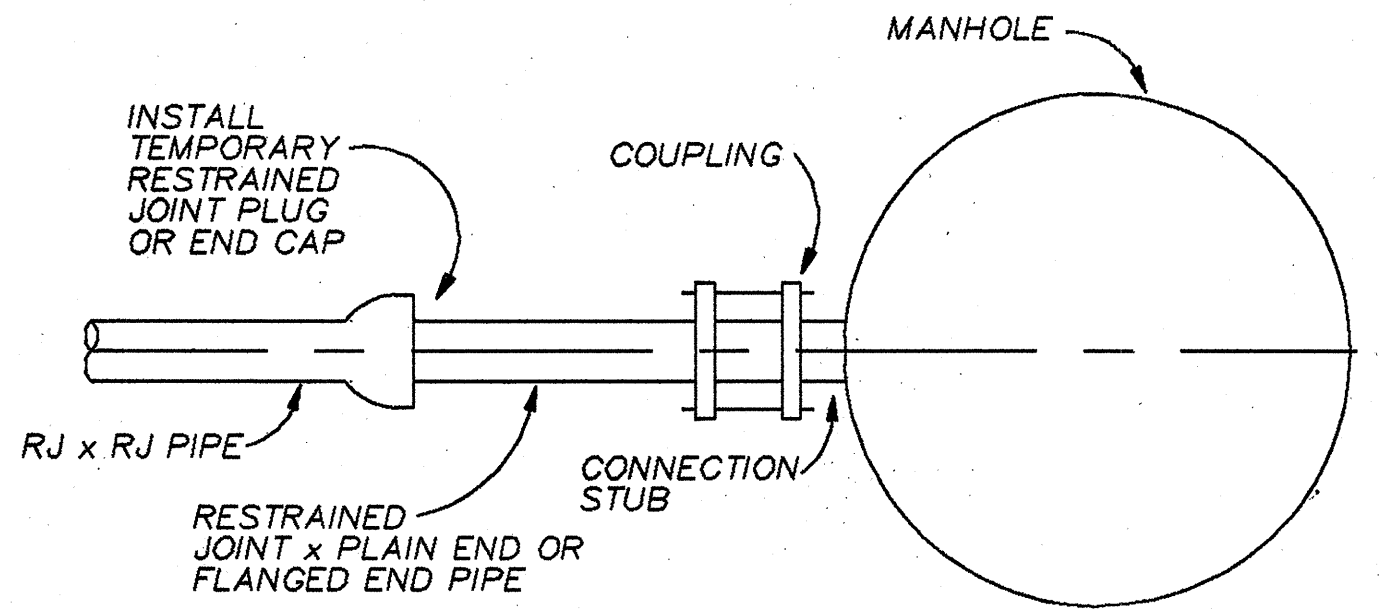 MANHOLE
INSTALL
TEMPORARY
RESTRAINED
JOINT PLUG
OR END CAP
COUPLING
RJ x RJ PIPE
CONNECTION
STUB
RESTRAINED
JOINT x PLAIN END OR
FLANGED END PIPE